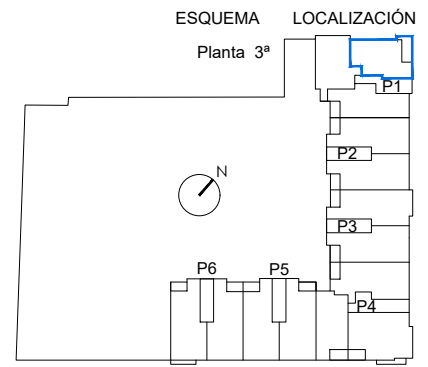 ESQUEMA LOCALIZACIÓN
Planta 3ª
P1
P2
N
P3
P6 P5
P4